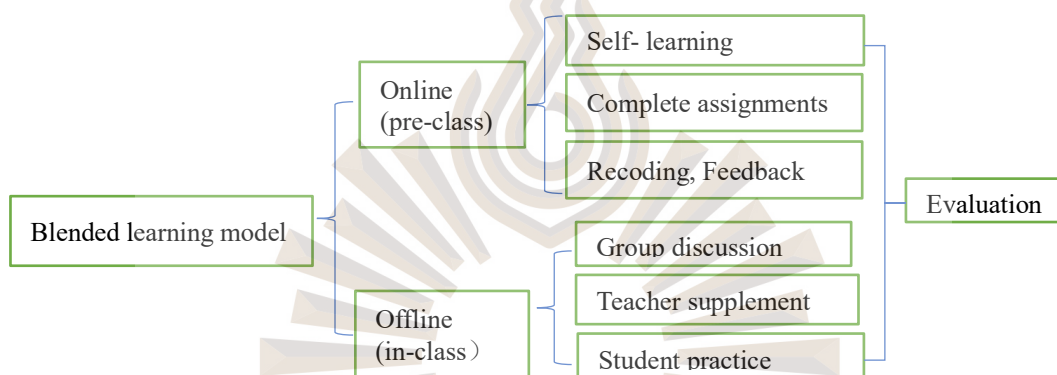 Self- learning
Online
(pre-class)
Complete assignments
Recoding, Feedback
Blended learning model
Evaluation
Group discussion
Teacher supplement
Offline
(in-class）
Student practice